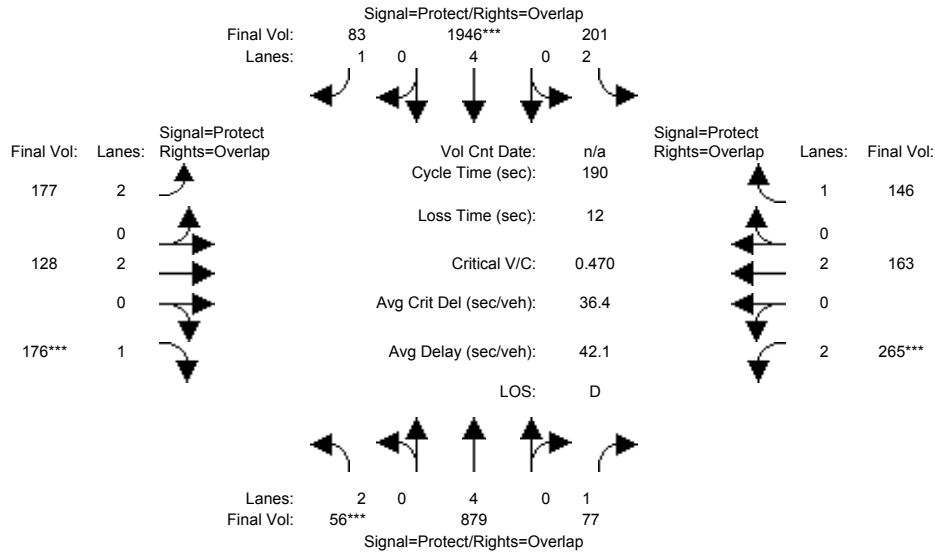 Signal=Protect/Rights=Overlap
Final Vol: 83 1946*** 201
Lanes: 1 0 4 0 2
Signal=Protect
Final Vol: Lanes: Rights=Overlap
Vol Cnt Date: n/a
Signal=Protect
Rights=Overlap Lanes: Final Vol:
Cycle Time (sec): 190
177 2
1 146
Loss Time (sec): 12
0
0
128 2
Critical V/C: 0.470
2 163
0
Avg Crit Del (sec/veh): 36.4
0
176*** 1
Avg Delay (sec/veh): 42.1
2 265***
LOS: D
Lanes: 2 0 4 0 1
Final Vol: 56*** 879 77
Signal=Protect/Rights=Overlap